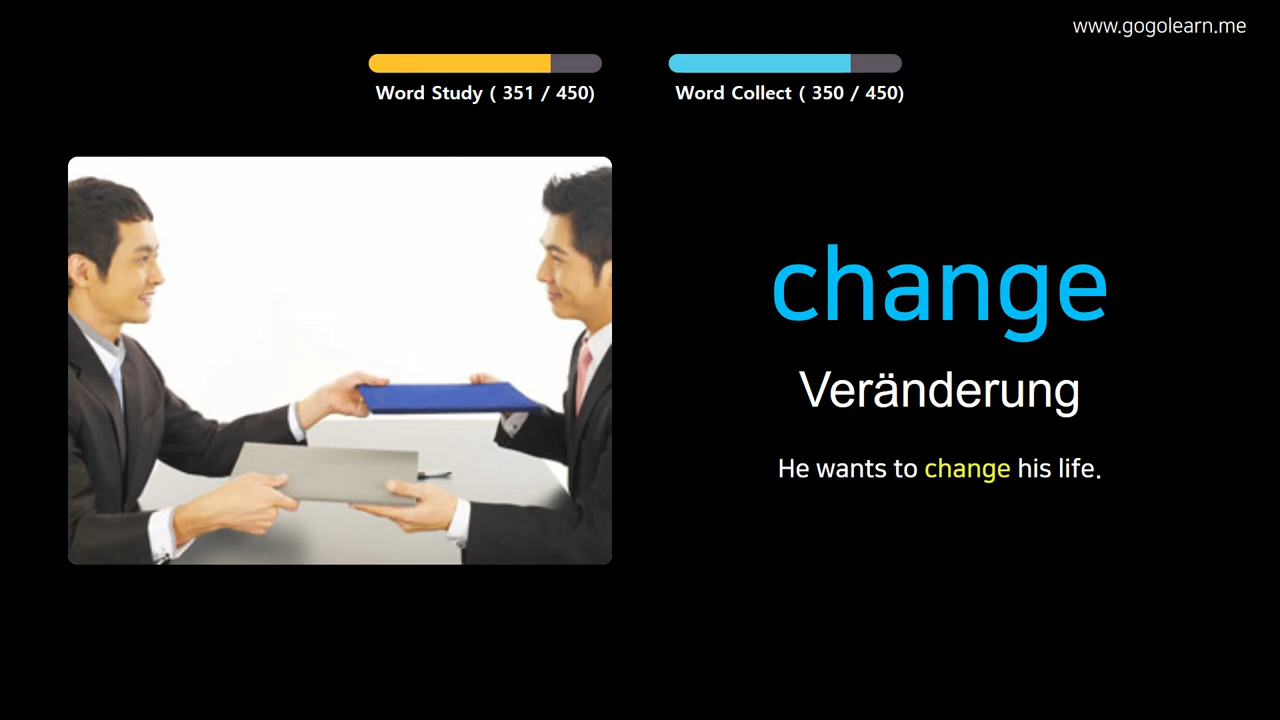 www.gogolearn.me
Word Study ( 351 / 450)
Word Collect ( 350 / 450)
change
Veränderung
He wants to change his life.